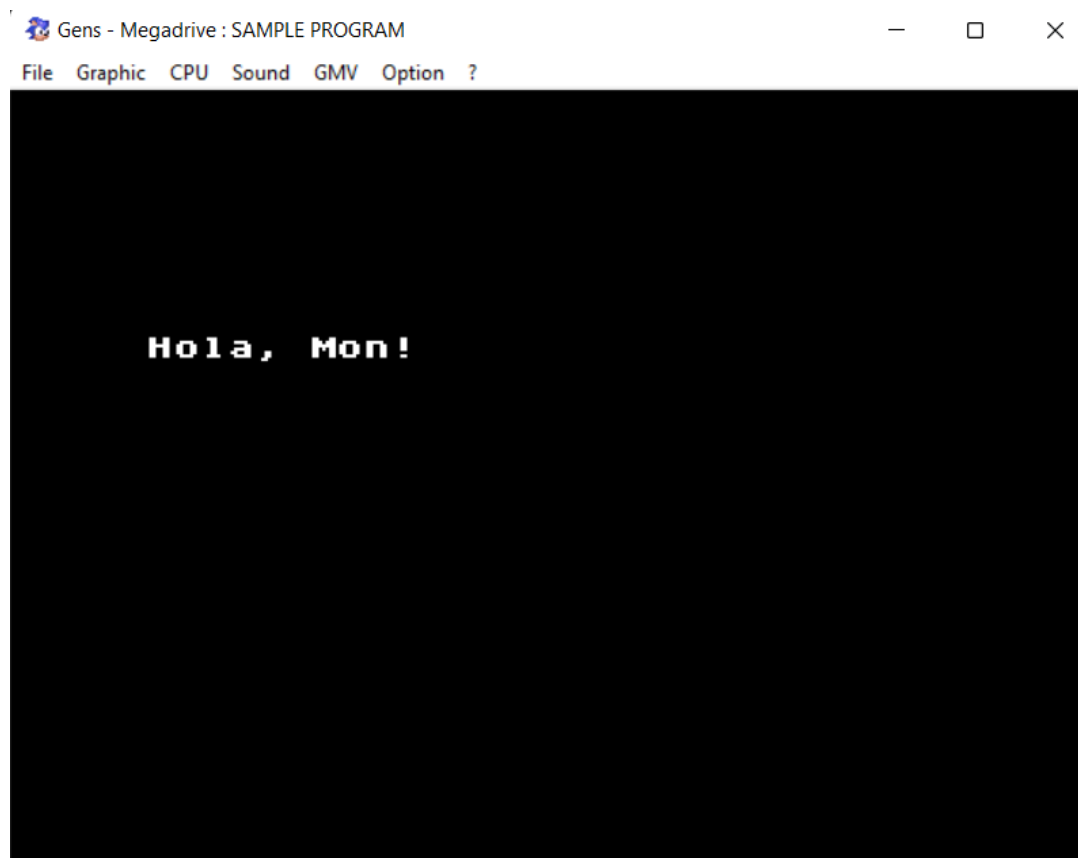 Gens - Megadrive : SAMPLE PROGRAM
File Graphic CPU Sound GMV Option ?
Hola, Mon!